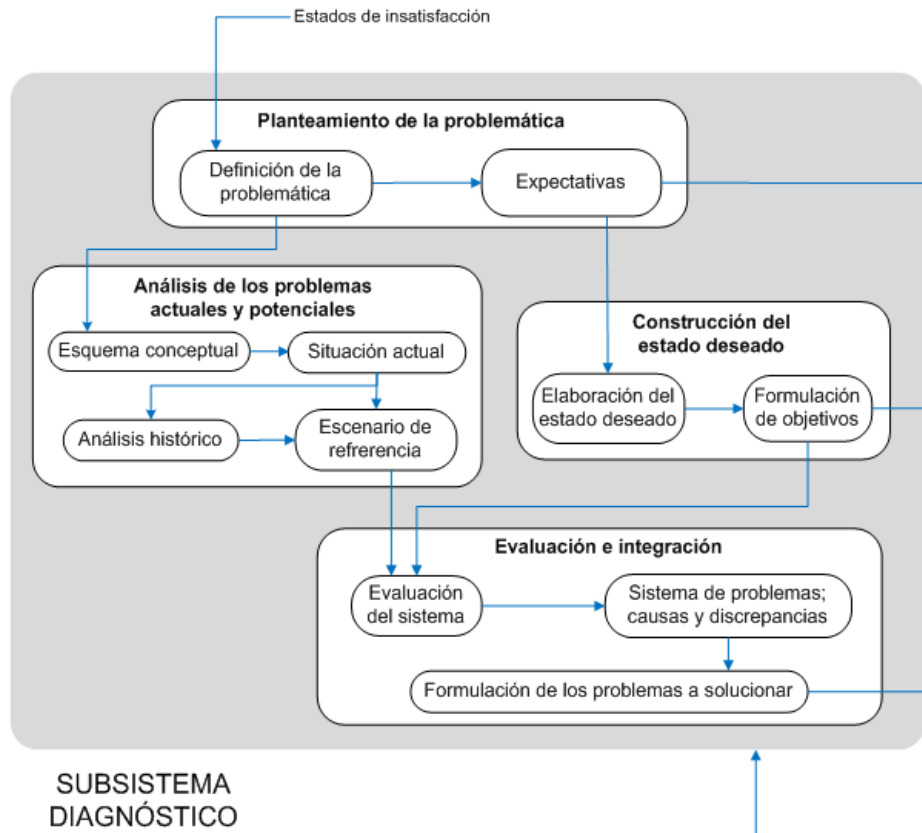 Estados de insatisfacción
Planteamiento de la problemática
Definición de la
problemática
Expectativas
Análisis de los problemas
actuales y potenciales
Esquema conceptual
Situación actual
Análisis histórico
Escenario de
refrerencia
Construcción del
estado deseado
Elaboración del
estado deseado
Formulación
de objetivos
Evaluación e integración
Evaluación
del sistema
Sistema de problemas;
causas y discrepancias
Formulación de los problemas a solucionar
SUBSISTEMA
DIAGNÓSTICO